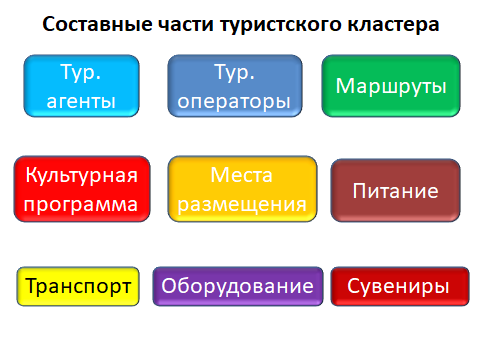 Составные части туристского кластера
Тур.
агенты
Тур.
операторы
Маршруты
Культурная
программа
Места
размещения
Питание
Транспорт
Оборудование
Сувениры